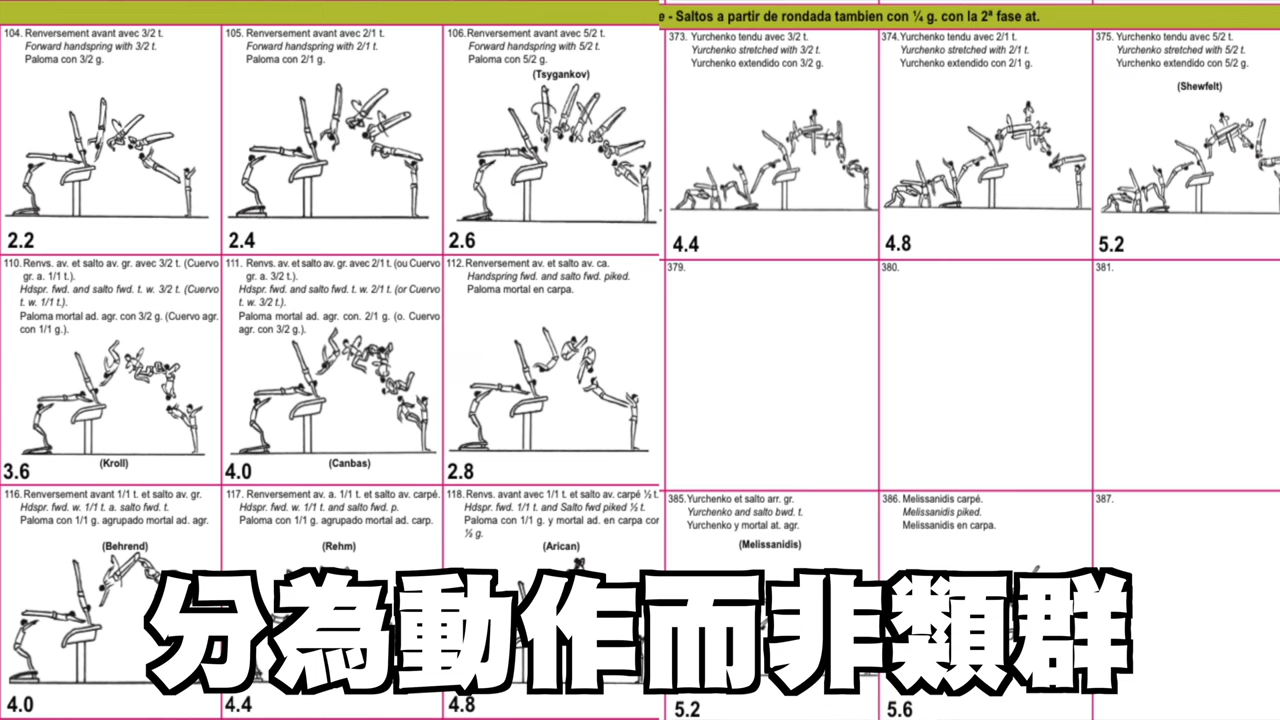 e - Saltos a partir de rondada tambien con ¼ g. con la 2ª fase at.
104. Renversement avant avec 3/2 t.
Forward handspring with 3/2 t.
Paloma con 3/2 g.
2.2
105. Renversement avant avec 2/1 t.
Forward handspring with 2/1 t.
Paloma con 2/1 g.
2.4
106.Renversement avant avec 5/2 t.
Forward handspring with 5/2 t.
Paloma con 5/2 g.
(Tsygankov)
2.6
373. Yurchenko tendu avec 3/2 t.
Yurchenko stretched with 3/2 t.
Yurchenko extendido con 3/2 g.
4.4
374.Yurchenko tendu avec 2/1 t.
Yurchenko stretched with 2/1 t.
Yurchenko extendido con 2/1 g.
4.8
375. Yurchenko tendu avec 5/2 t.
Yurchenko stretched with 5/2 t.
Yurchenko extendido con 5/2 g.
(Shewfelt)
5.2
110. Renvs. av. et salto av. gr. avec 3/2 t. (Cuervo
gr. a. 1/1 t.).
Hdspr. fwd. and salto fwd. t. w. 3/2 t. (Cuervo
t. w. 1/1 t.).
Paloma mortal ad. agr. con 3/2 g. (Cuervo agr.
con 1/1 g.).
(Kroll)
3.6
111. Renvs. av. et salto av. gr. avec 2/1 t. (ou Cuervo
gr. a. 3/2 t.).
Hdspr. fwd. and salto fwd. t. w. 2/1 t. (or Cuervo
t. w. 3/2 t.).
Paloma mortal ad. agr. con. 2/1 g. (o. Cuervo
agr. con 3/2 g.).
(Canbas)
4.0
112. Renversement av. et salto av. ca.
Handspring fwd. and salto fwd. piked.
Paloma mortal en carpa.
2.8
379.
380.
381.
116. Renversement avant 1/1 t. et salto av. gr.
Hdspr. fwd. w. 1/1 t. a. salto fwd. t.
Paloma con 1/1 g. agrupado mortal ad. agr.
(Behrend)
4.0
117. Renversement av. a. 1/1 t. et salto av. carpé.
Hdspr. fwd. w. 1/1 t. and salto fwd. p.
Paloma con 1/1 g. agrupado mortal ad. carp.
(Rehm)
4.4
118. Renvs. avant avec 1/1 t. et salto av. carpé ½ t.
Hdspr. fwd. 1/1 t. and Salto fwd piked ½ t.
Paloma con 1/1 g. y mortal ad. en carpa con
½ g.
(Arican)
4.8
385.Yurchenko et salto arr. gr.
Yurchenko and salto bwd. t.
Yurchenko y mortal at. agr.
(Melissanidis)
5.2
386. Melissanidis carpé.
Melissanidis piked.
Melissanidis en carpa.
5.6
387.
分為動作而非類群